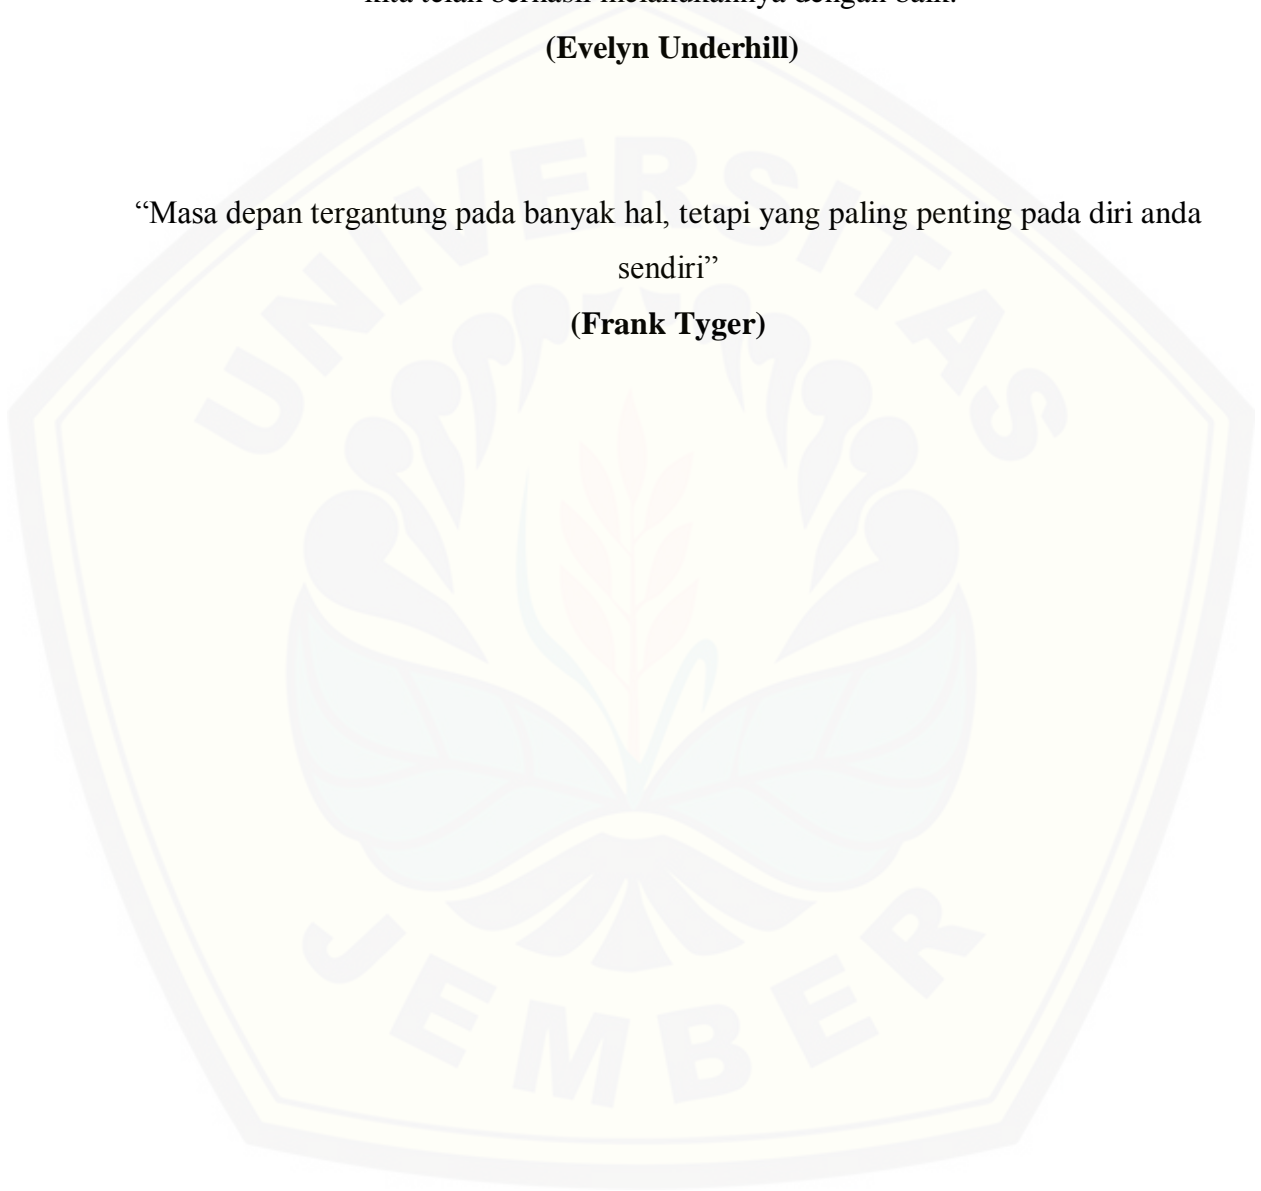 (Evelyn Underhill)
“Masa depan tergantung pada banyak hal, tetapi yang paling penting pada diri anda
sendiri”
(Frank Tyger)
UNIVERSITAS
JEMBER